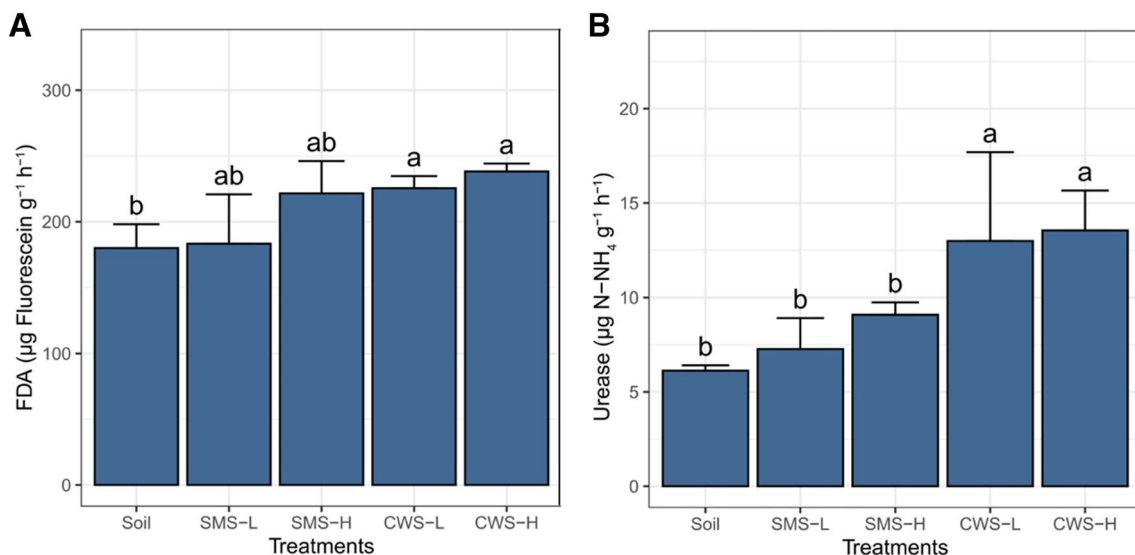 A
FDA (µg Fluorescein g⁻¹ h⁻¹)
300
200
100
0
b
ab
ab
a
a
Soil
SMS−L
SMS−H
CWS−L
CWS−H
Treatments
B
Urease (µg N−NH₄ g⁻¹ h⁻¹)
20
15
10
5
0
b
b
b
a
a
Soil
SMS−L
SMS−H
CWS−L
CWS−H
Treatments